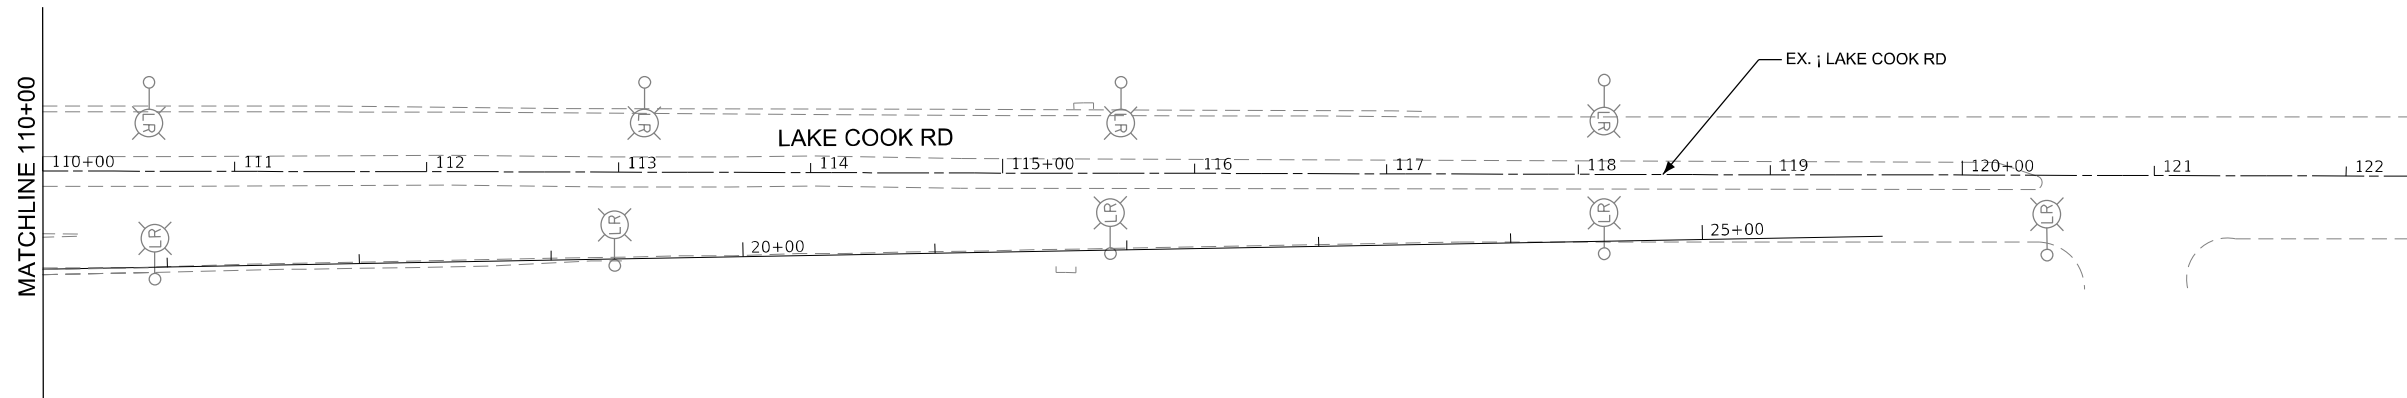 EX. ¡ LAKE COOK RD
MATCHLINE 110+00
LR LR LR LR
LAKE COOK RD
110+00 111 112 113 114 115+00 116 117 118 119 120+00 121 122
LR LR LR LR LR
20+00 25+00